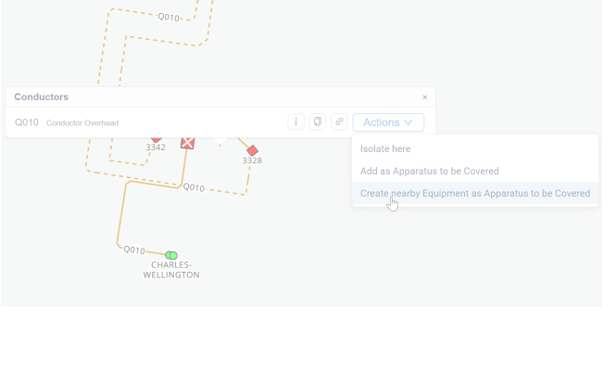 Q010
Conductors ×
Q010 Conductor Overhead i Actions
3342
3328
Isolate here
Add as Apparatus to be Covered
Create nearby Equipment as Apparatus to be Covered
Q010
Q010
CHARLES-
WELLINGTON